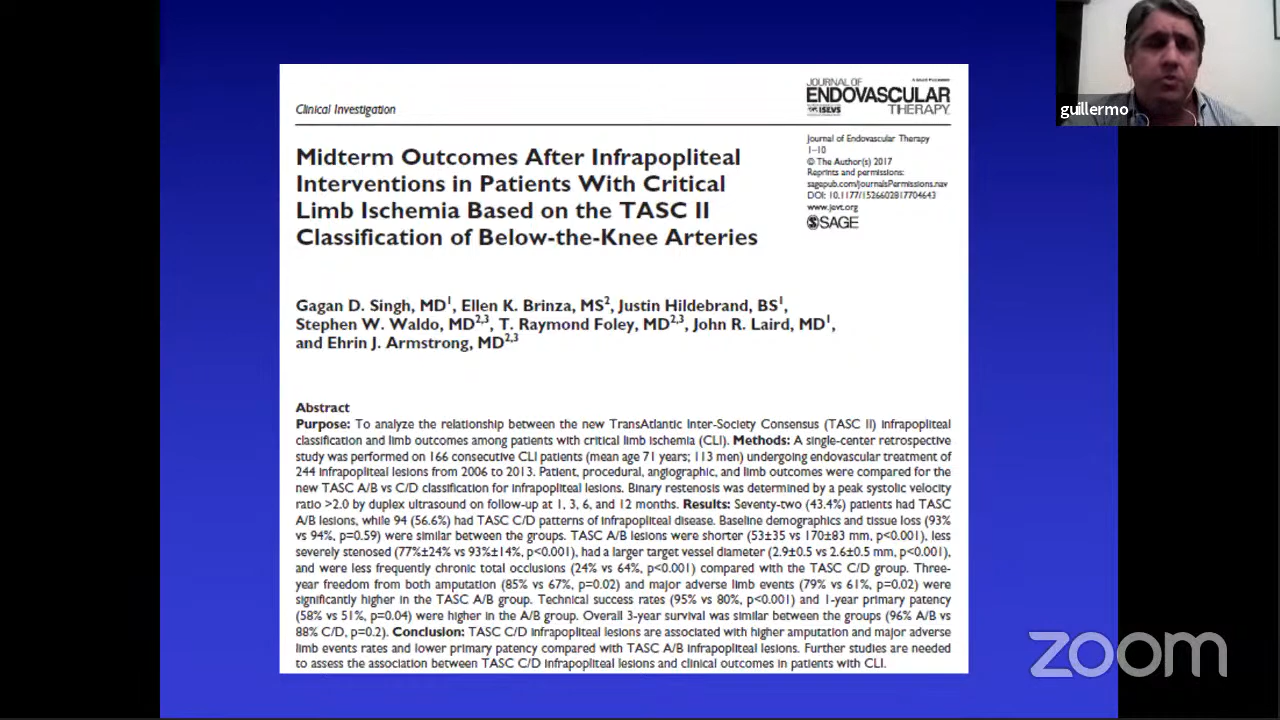 guillermo
JOURNAL OF
ENDOVASCULAR
THERAPY
ISEVS
Clinical Investigation
Journal of Endovascular Therapy
1–10
© The Author(s) 2017
Reprints and permissions:
sagepub.com/journalsPermissions.nav
DOI: 10.1177/1526602817704643
www.jevt.org
SAGE
Midterm Outcomes After Infrapopliteal
Interventions in Patients With Critical
Limb Ischemia Based on the TASC II
Classification of Below-the-Knee Arteries
Gagan D. Singh, MD1, Ellen K. Brinza, MS2, Justin Hildebrand, BS1,
Stephen W. Waldo, MD2,3, T. Raymond Foley, MD2,3, John R. Laird, MD1,
and Ehrin J. Armstrong, MD2,3
Abstract
Purpose: To analyze the relationship between the new TransAtlantic Inter-Society Consensus (TASC II) infrapopliteal
classification and limb outcomes among patients with critical limb ischemia (CLI). Methods: A single-center retrospective
study was performed on 166 consecutive CLI patients (mean age 71 years; 113 men) undergoing endovascular treatment of
244 infrapopliteal lesions from 2006 to 2013. Patient, procedural, angiographic, and limb outcomes were compared for the
new TASC A/B vs C/D classification for infrapopliteal lesions. Binary restenosis was determined by a peak systolic velocity
ratio >2.0 by duplex ultrasound on follow-up at 1, 3, 6, and 12 months. Results: Seventy-two (43.4%) patients had TASC
A/B lesions, while 94 (56.6%) had TASC C/D patterns of infrapopliteal disease. Baseline demographics and tissue loss (93%
vs 94%, p=0.59) were similar between the groups. TASC A/B lesions were shorter (53±35 vs 170±83 mm, p<0.001), less
severely stenosed (77%±24% vs 93%±14%, p<0.001), had a larger target vessel diameter (2.9±0.5 vs 2.6±0.5 mm, p<0.001),
and were less frequently chronic total occlusions (24% vs 64%, p<0.001) compared with the TASC C/D group. Three-
year freedom from both amputation (85% vs 67%, p=0.02) and major adverse limb events (79% vs 61%, p=0.02) were
significantly higher in the TASC A/B group. Technical success rates (95% vs 80%, p<0.001) and 1-year primary patency
(58% vs 51%, p=0.04) were higher in the A/B group. Overall 3-year survival was similar between the groups (96% A/B vs
88% C/D, p=0.2). Conclusion: TASC C/D infrapopliteal lesions are associated with higher amputation and major adverse
limb events rates and lower primary patency compared with TASC A/B infrapopliteal lesions. Further studies are needed
to assess the association between TASC C/D infrapopliteal lesions and clinical outcomes in patients with CLI.
zoom